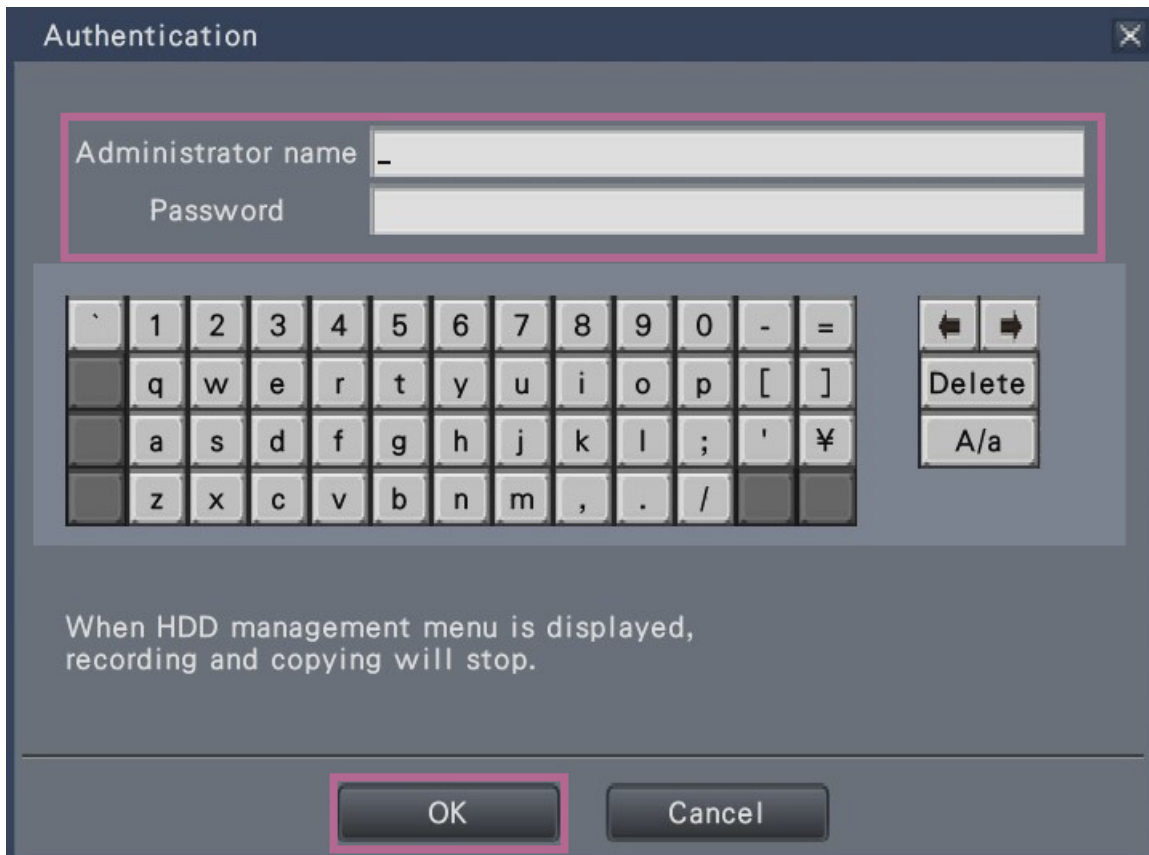 Authentication
Administrator name _
Password
` 1 2 3 4 5 6 7 8 9 0 - =
q w e r t y u i o p [ ] Delete
a s d f g h j k l ; ' ¥ A/a
z x c v b n m , . /
When HDD management menu is displayed,
recording and copying will stop.
OK Cancel